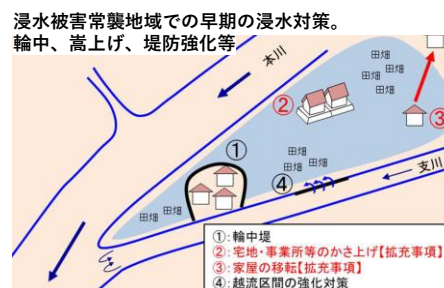 浸水被害常襲地域での早期の浸水対策。
輪中、嵩上げ、堤防強化等
本川
田畑
田畑
田畑
②
③
①
田畑
田畑 田畑
④
支川
田畑
田畑 田畑
①:輪中堤
②:宅地・事業所等のかさ上げ【拡充事項】
③:家屋の移転【拡充事項】
④:越流区間の強化対策